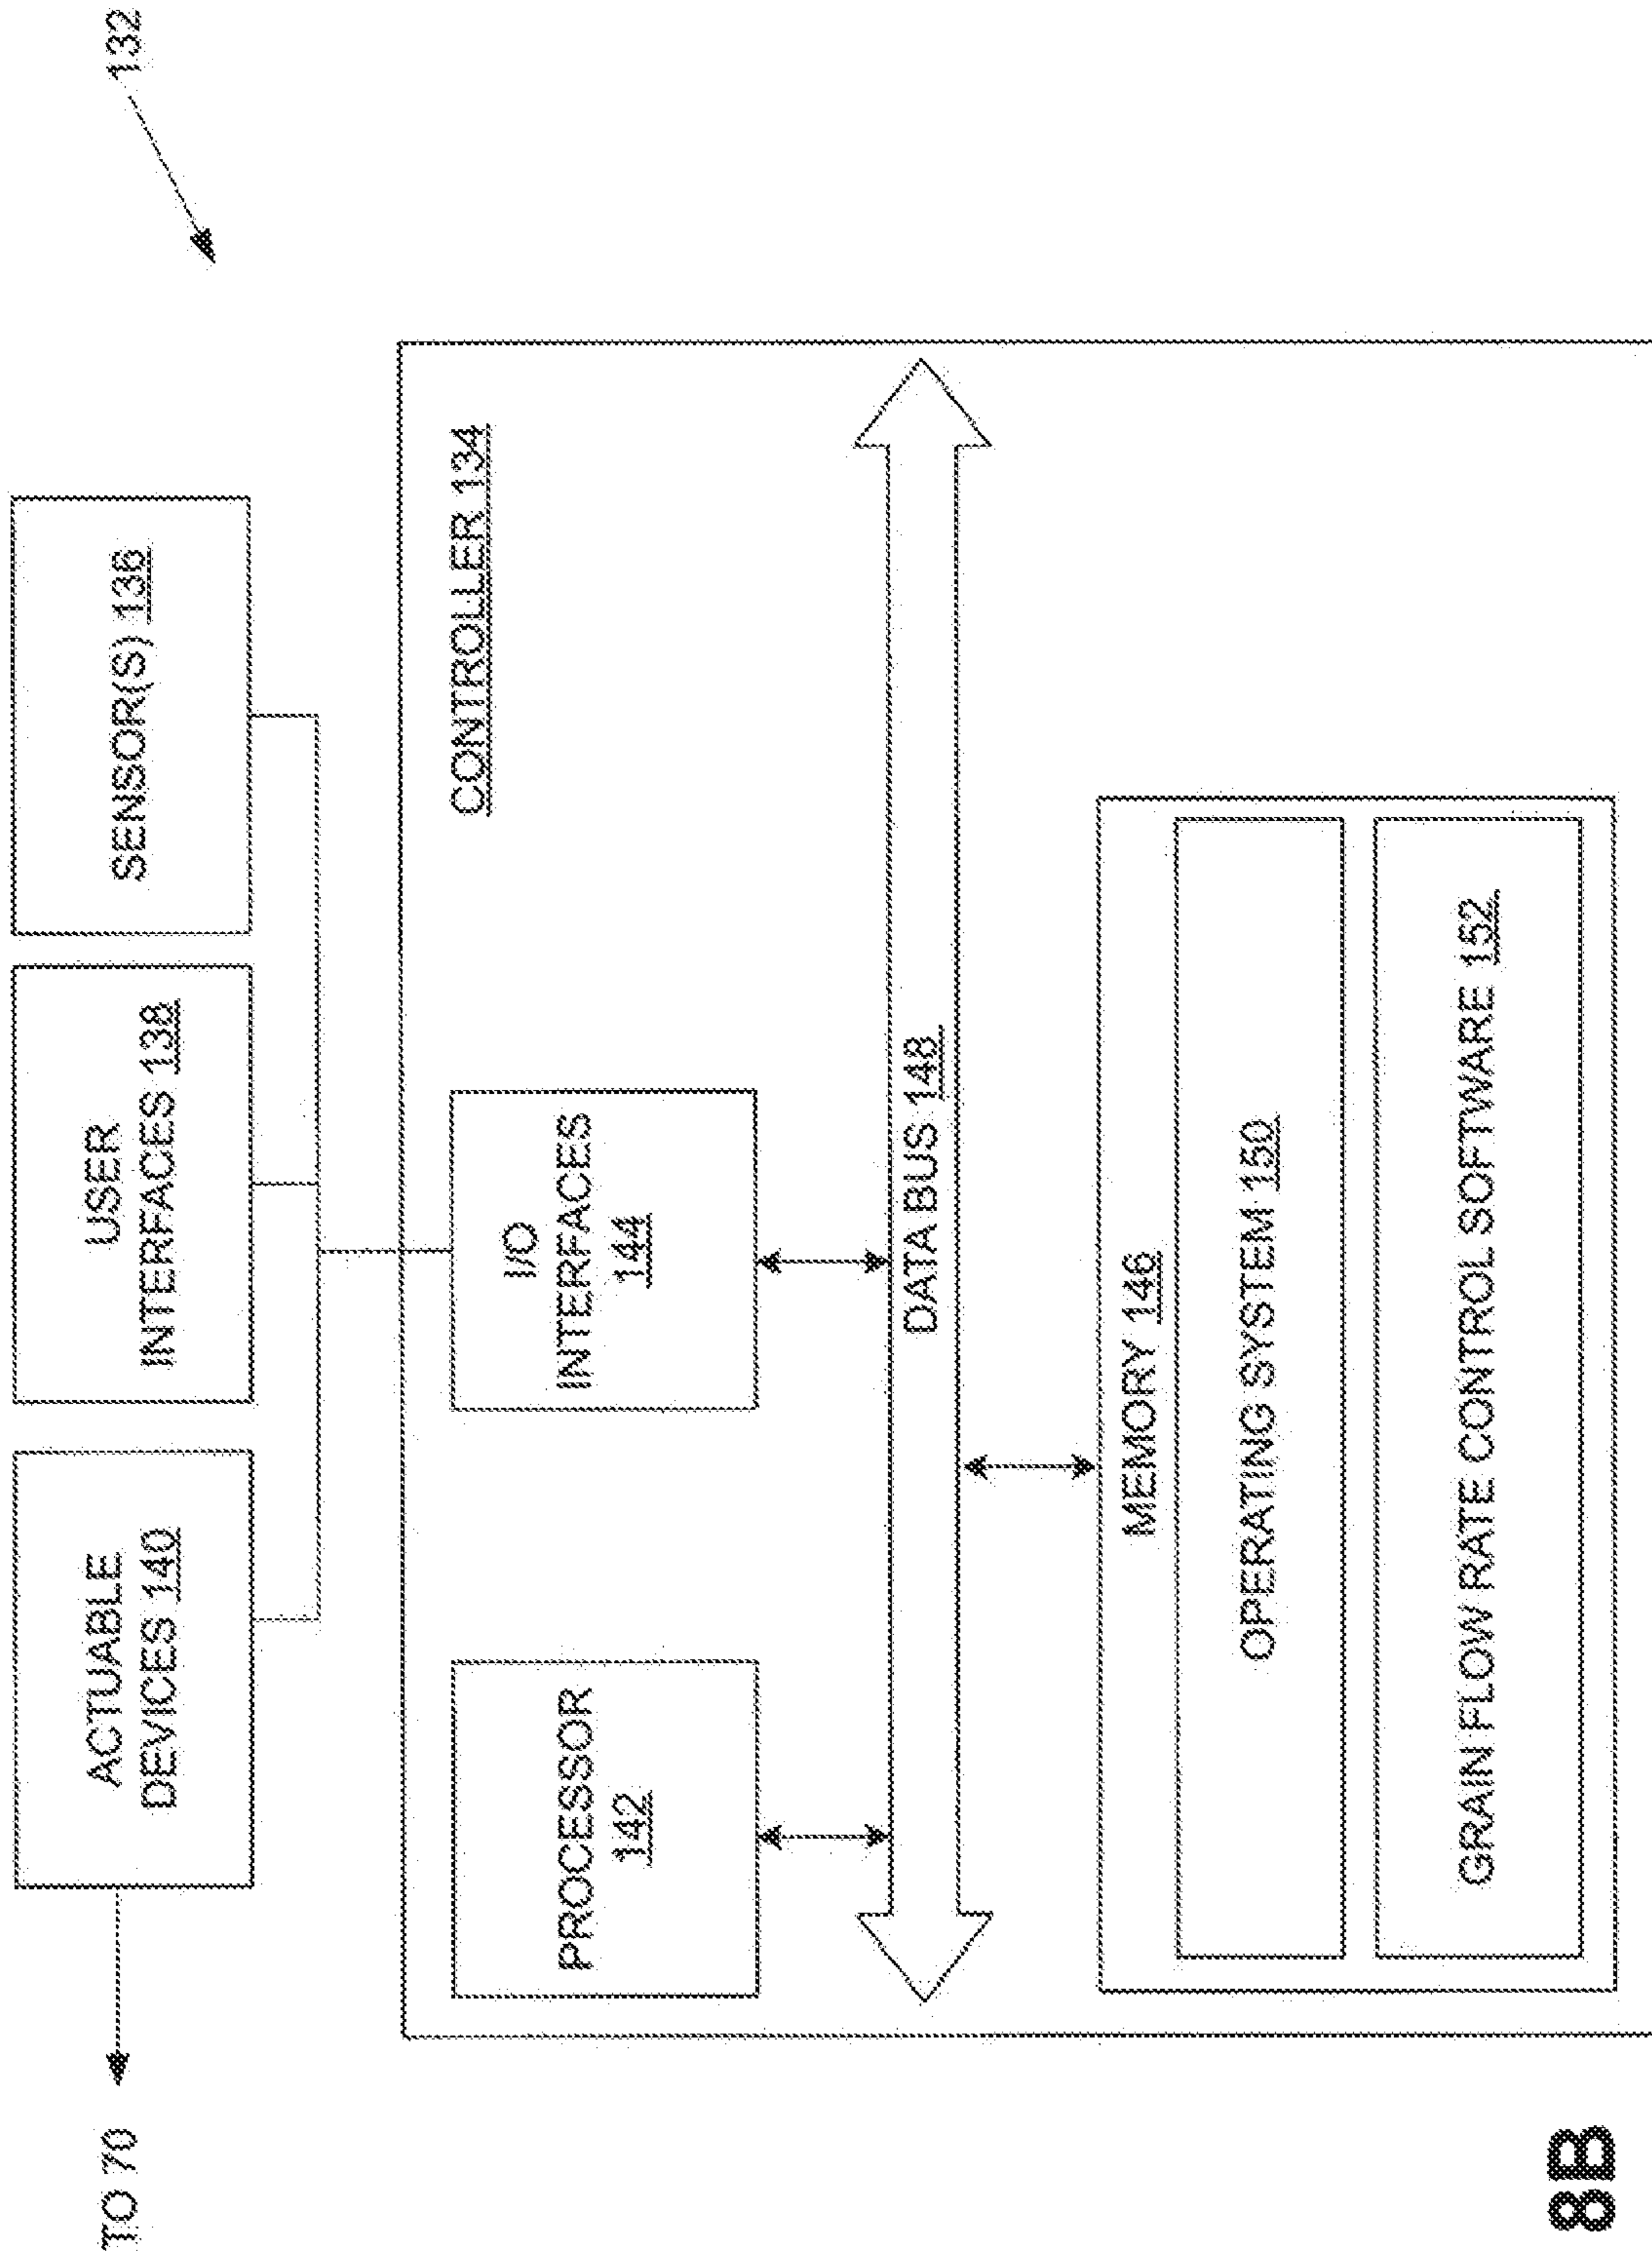 132
TO 70
ACTUABLE
DEVICES 140
USER
INTERFACES 138
SENSOR(S) 136
CONTROLLER 134
PROCESSOR
142
I/O
INTERFACES
144
DATA BUS 148
MEMORY 146
OPERATING SYSTEM 150
GRAIN FLOW RATE CONTROL SOFTWARE 152
8B